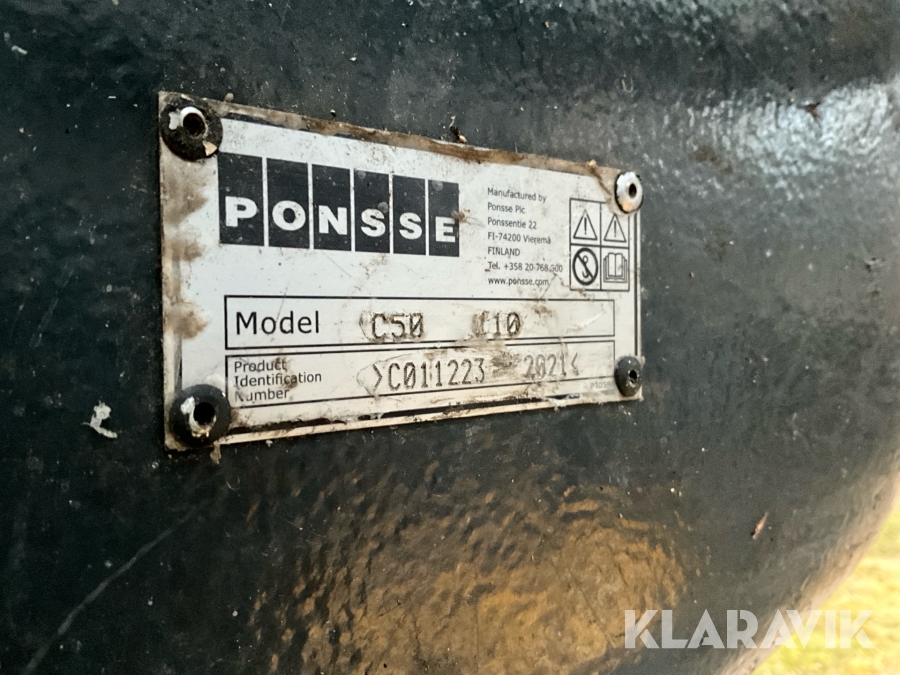 PONSSE
Manufactured by
Ponsse Plc
Ponssentie 22
FI-74200 Vieremä
FINLAND
Tel. +358 20 768 800
www.ponsse.com
Model C50
Product
Identification
Number
>C011223 2021<
KLARAVIK